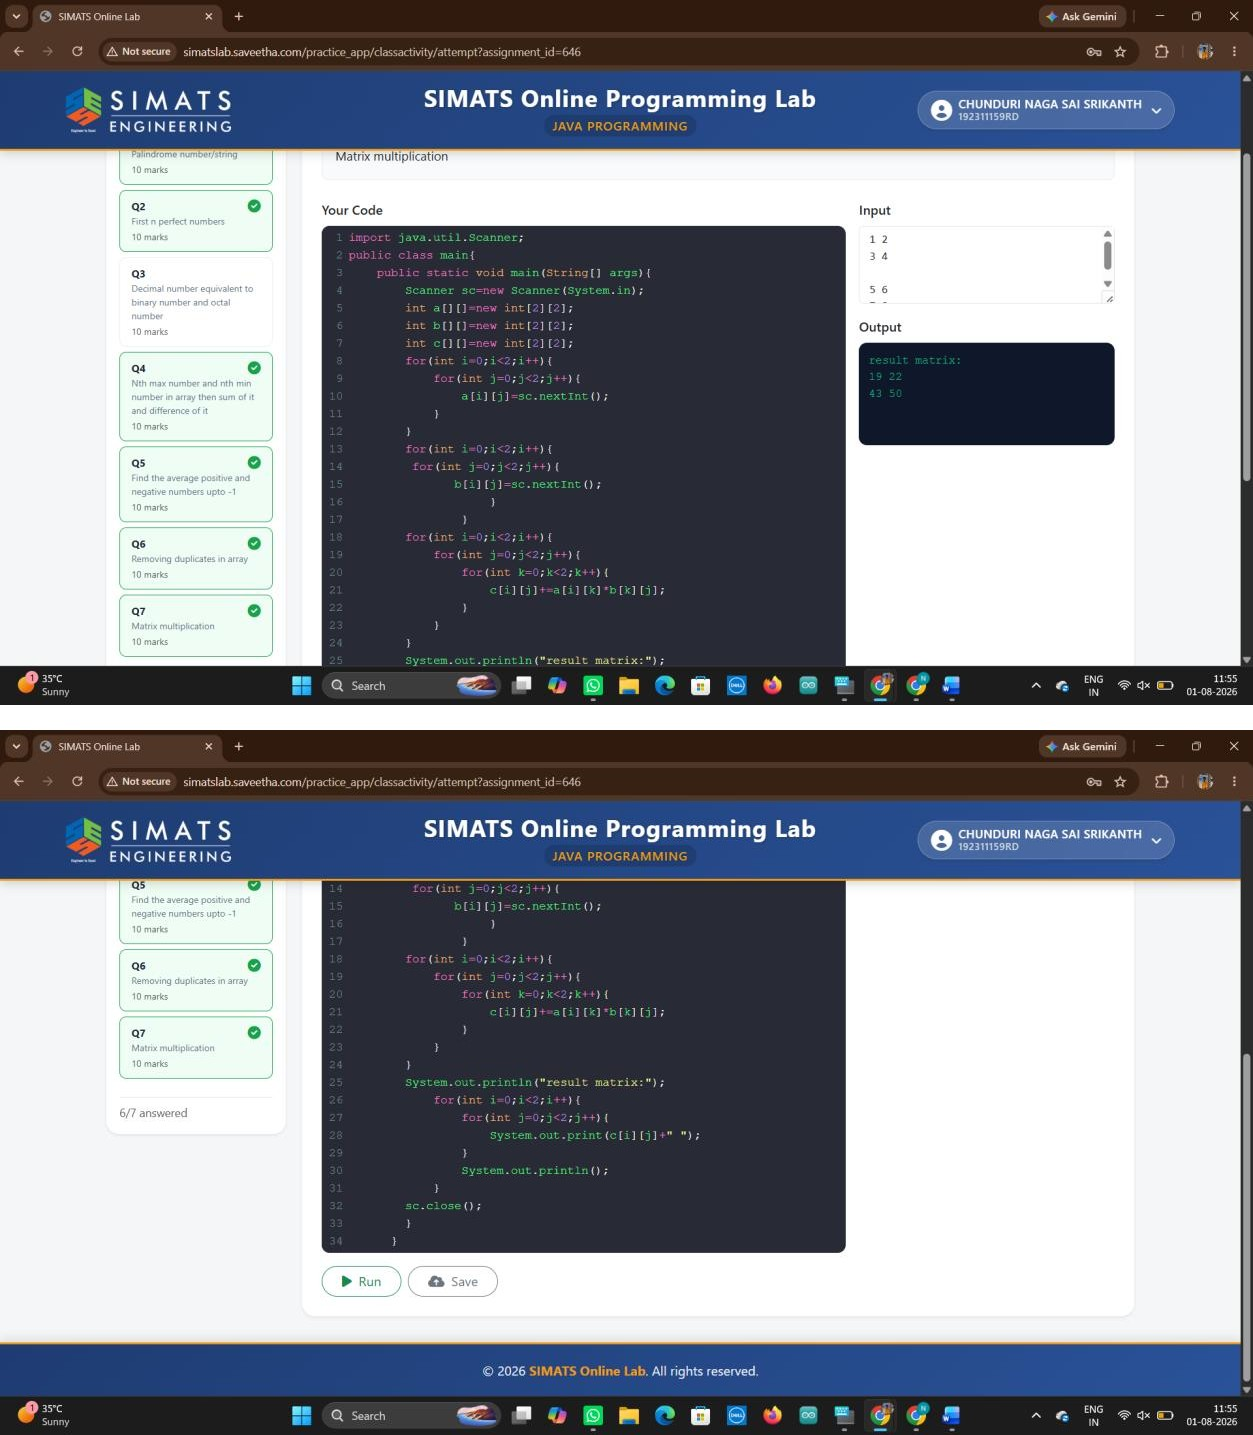 SIMATS Online Lab
Ask Gemini
Not secure simatslab.saveetha.com/practice_app/classactivity/attempt?assignment_id=646
SIMATS
ENGINEERING
SIMATS Online Programming Lab
JAVA PROGRAMMING
CHUNDURI NAGA SAI SRIKANTH
192311159RD
Palindrome number/string
10 marks
Q2
First n perfect numbers
10 marks
Q3
Decimal number equivalent to
binary number and octal
number
10 marks
Q4
Nth max number and nth min
number in array then sum of it
and difference of it
10 marks
Q5
Find the average positive and
negative numbers upto -1
10 marks
Q6
Removing duplicates in array
10 marks
Q7
Matrix multiplication
10 marks
Matrix multiplication
Your Code
1 import java.util.Scanner;
2 public class main{
3 public static void main(String[] args){
4 Scanner sc=new Scanner(System.in);
5 int a[][]=new int[2][2];
6 int b[][]=new int[2][2];
7 int c[][]=new int[2][2];
8 for(int i=0;i<2;i++){
9 for(int j=0;j<2;j++){
10 a[i][j]=sc.nextInt();
11 }
12 }
13 for(int i=0;i<2;i++){
14 for(int j=0;j<2;j++){
15 b[i][j]=sc.nextInt();
16 }
17 }
18 for(int i=0;i<2;i++){
19 for(int j=0;j<2;j++){
20 for(int k=0;k<2;k++){
21 c[i][j]+=a[i][k]*b[k][j];
22 }
23 }
24 }
25 System.out.println("result matrix:");
Input
1 2
3 4
5 6
Output
result matrix:
19 22
43 50
1
35°C
Sunny
Search
ENG
IN
11:55
01-08-2026
SIMATS Online Lab
Ask Gemini
Not secure simatslab.saveetha.com/practice_app/classactivity/attempt?assignment_id=646
SIMATS
ENGINEERING
SIMATS Online Programming Lab
JAVA PROGRAMMING
CHUNDURI NAGA SAI SRIKANTH
192311159RD
Q5
Find the average positive and
negative numbers upto -1
10 marks
Q6
Removing duplicates in array
10 marks
Q7
Matrix multiplication
10 marks
6/7 answered
14 for(int j=0;j<2;j++){
15 b[i][j]=sc.nextInt();
16 }
17 }
18 for(int i=0;i<2;i++){
19 for(int j=0;j<2;j++){
20 for(int k=0;k<2;k++){
21 c[i][j]+=a[i][k]*b[k][j];
22 }
23 }
24 }
25 System.out.println("result matrix:");
26 for(int i=0;i<2;i++){
27 for(int j=0;j<2;j++){
28 System.out.print(c[i][j]+" ");
29 }
30 System.out.println();
31 }
32 sc.close();
33 }
34 }
Run
Save
© 2026 SIMATS Online Lab. All rights reserved.
1
35°C
Sunny
Search
ENG
IN
11:55
01-08-2026